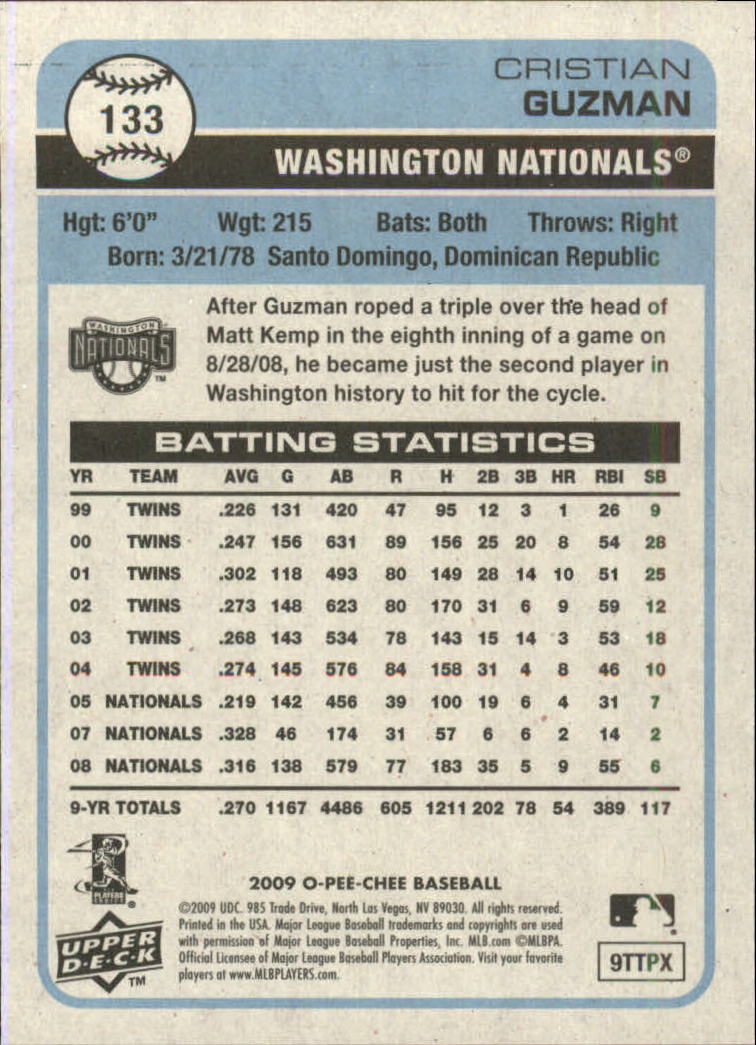 133
CRISTIAN
GUZMAN
WASHINGTON NATIONALS®
Hgt: 6'0" Wgt: 215 Bats: Both Throws: Right
Born: 3/21/78 Santo Domingo, Dominican Republic
WASHINGTON
NATIONALS
TM
After Guzman roped a triple over the head of
Matt Kemp in the eighth inning of a game on
8/28/08, he became just the second player in
Washington history to hit for the cycle.
BATTING STATISTICS
YR TEAM AVG G AB R H 2B 3B HR RBI SB
99 TWINS .226 131 420 47 95 12 3 1 26 9
00 TWINS .247 156 631 89 156 25 20 8 54 28
01 TWINS .302 118 493 80 149 28 14 10 51 25
02 TWINS .273 148 623 80 170 31 6 9 59 12
03 TWINS .268 143 534 78 143 15 14 3 53 18
04 TWINS .274 145 576 84 158 31 4 8 46 10
05 NATIONALS .219 142 456 39 100 19 6 4 31 7
07 NATIONALS .328 46 174 31 57 6 6 2 14 2
08 NATIONALS .316 138 579 77 183 35 5 9 55 6
9-YR TOTALS .270 1167 4486 605 1211 202 78 54 389 117
PLAYERS
CHOICE
®
2009 O-PEE-CHEE BASEBALL
©2009 UDC. 985 Trade Drive, North Las Vegas, NV 89030. All rights reserved.
Printed in the USA. Major League Baseball trademarks and copyrights are used
with permission of Major League Baseball Properties, Inc. MLB.com ©MLBPA.
Official Licensee of Major League Baseball Players Association. Visit your favorite
players at www.MLBPLAYERS.com.
UPPER
D·E·C·K
TM
9TTPX